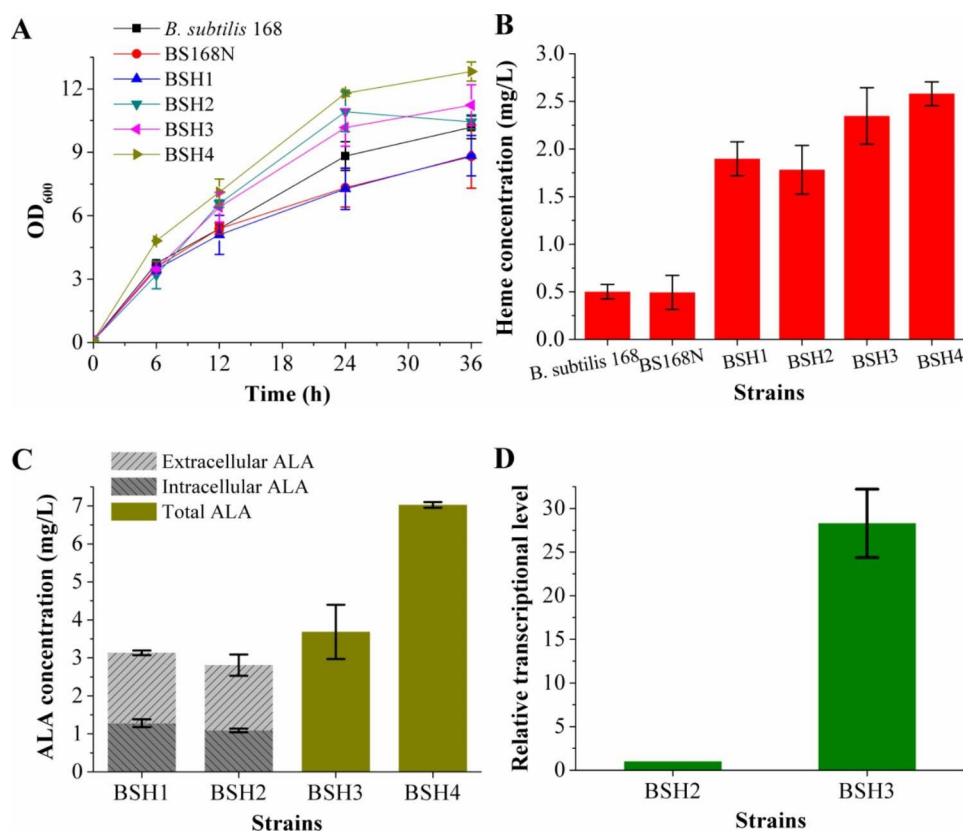 A
B. subtilis 168
BS168N
BSH1
BSH2
BSH3
BSH4
OD600
12
9
6
3
0
0 6 12 18 24 30 36
Time (h)
B
Heme concentration (mg/L)
3.0
2.5
2.0
1.5
1.0
0.5
0.0
B. subtilis 168 BS168N BSH1 BSH2 BSH3 BSH4
Strains
C
Extracellular ALA
Intracellular ALA
Total ALA
ALA concentration (mg/L)
7
6
5
4
3
2
1
0
BSH1 BSH2 BSH3 BSH4
Strains
D
Relative transcriptional level
30
25
20
15
10
5
0
BSH2 BSH3
Strains